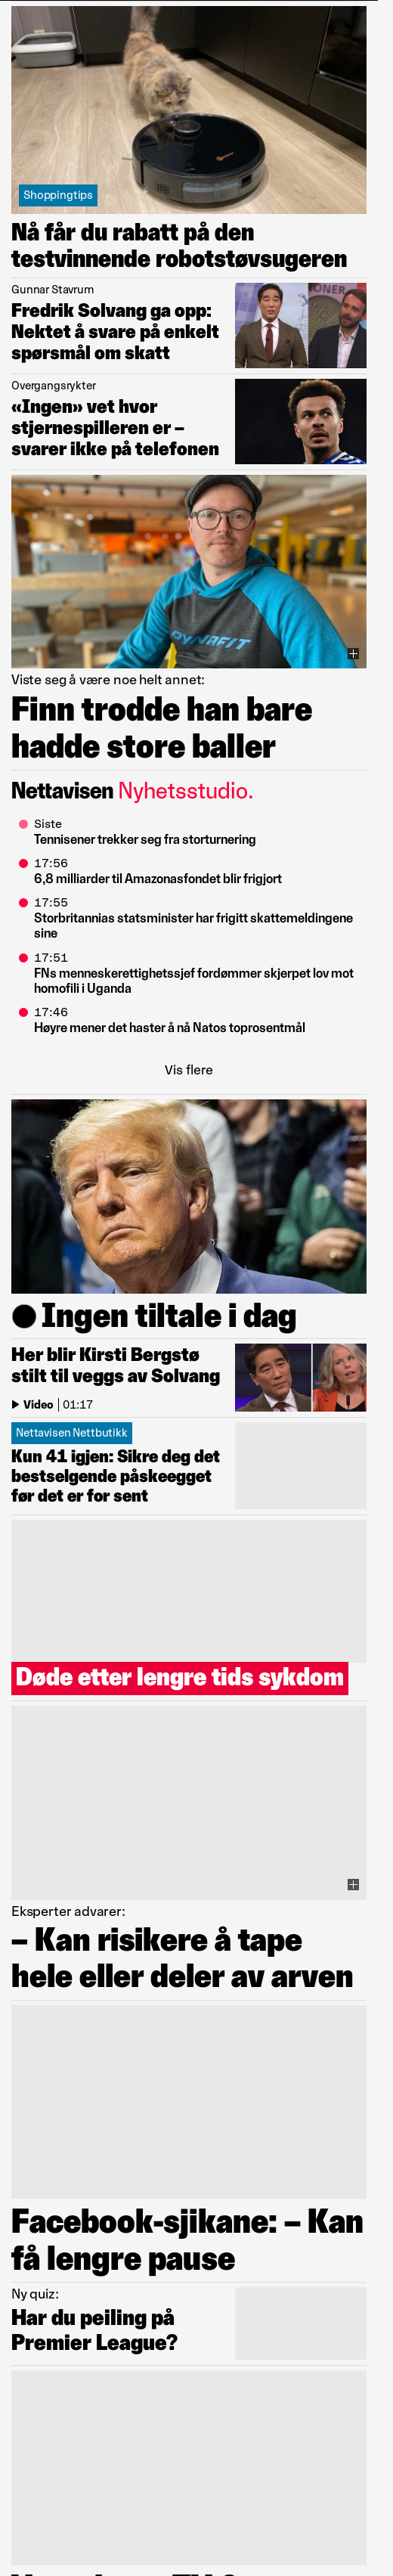 Shoppingtips
Nå får du rabatt på den
testvinnende robotstøvsugeren
Gunnar Stavrum
Fredrik Solvang ga opp:
Nektet å svare på enkelt
spørsmål om skatt
ONER
Overgangsrykter
«Ingen» vet hvor
stjernespilleren er –
svarer ikke på telefonen
DYNAFIT
Viste seg å være noe helt annet:
Finn trodde han bare
hadde store baller
Nettavisen Nyhetsstudio.
Siste
Tennisener trekker seg fra storturnering
17:56
6,8 milliarder til Amazonasfondet blir frigjort
17:55
Storbritannias statsminister har frigitt skattemeldingene
sine
17:51
FNs menneskerettighetssjef fordømmer skjerpet lov mot
homofili i Uganda
17:46
Høyre mener det haster å nå Natos toprosentmål
Vis flere
Ingen tiltale i dag
Her blir Kirsti Bergstø
stilt til veggs av Solvang
Video 01:17
Nettavisen Nettbutikk
Kun 41 igjen: Sikre deg det
bestselgende påskeegget
før det er for sent
Døde etter lengre tids sykdom
Eksperter advarer:
– Kan risikere å tape
hele eller deler av arven
Facebook-sjikane: – Kan
få lengre pause
Ny quiz:
Har du peiling på
Premier League?